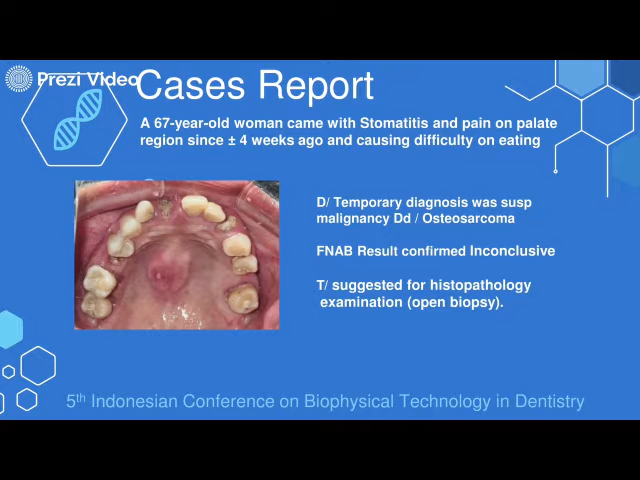 Prezi Video
Cases Report
A 67-year-old woman came with Stomatitis and pain on palate
region since ± 4 weeks ago and causing difficulty on eating
D/ Temporary diagnosis was susp
malignancy Dd / Osteosarcoma
FNAB Result confirmed Inconclusive
T/ suggested for histopathology
examination (open biopsy).
5th Indonesian Conference on Biophysical Technology in Dentistry